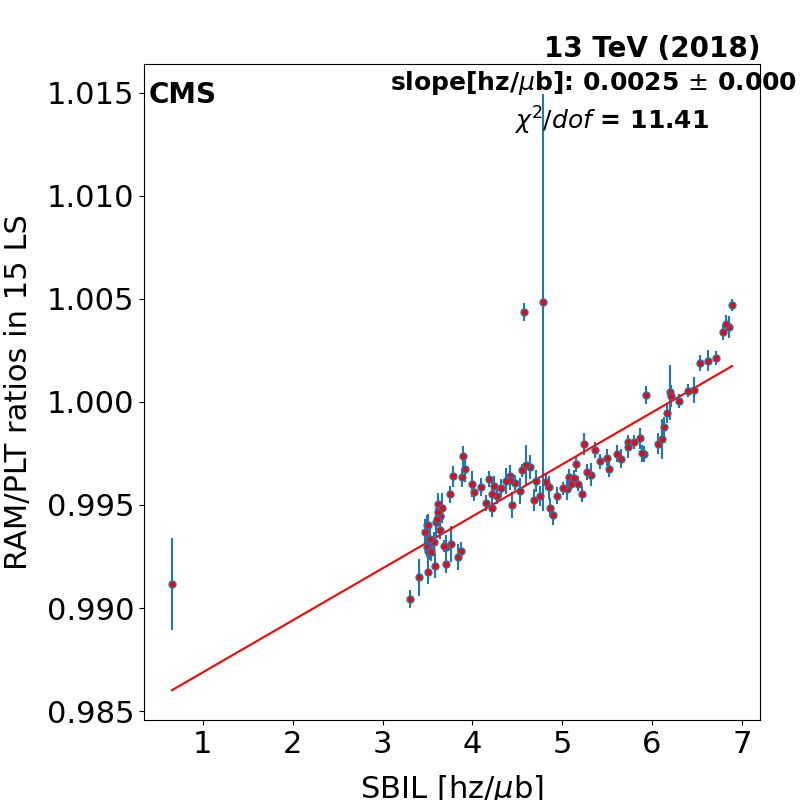 13 TeV (2018)
CMS
slope[hz/μb]: 0.0025 ± 0.000
χ²/dof = 11.41
1.015
1.010
1.005
1.000
0.995
0.990
0.985
RAM/PLT ratios in 15 LS
1 2 3 4 5 6 7
SBIL [hz/μb]